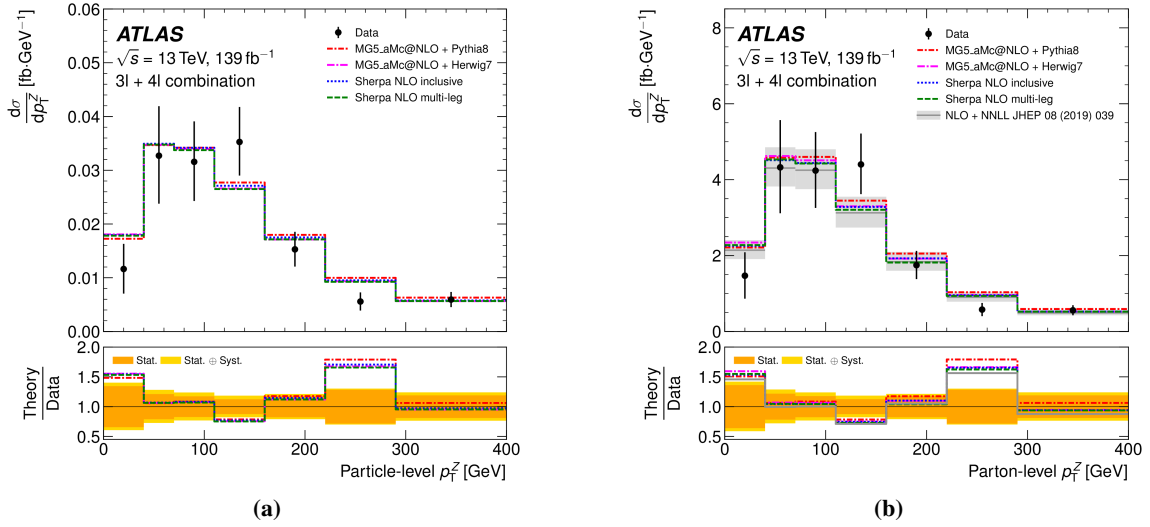 ATLAS
√s = 13 TeV, 139 fb⁻¹
3l + 4l combination
Data
MG5_aMc@NLO + Pythia8
MG5_aMc@NLO + Herwig7
Sherpa NLO inclusive
Sherpa NLO multi-leg
dσ/dp_T^Z [fb·GeV⁻¹]
0.06
0.05
0.04
0.03
0.02
0.01
0.00
Stat. Stat. ⊕ Syst.
Theory/Data
2.0
1.5
1.0
0.5
0 100 200 300 400
Particle-level p_T^Z [GeV]
(a)
ATLAS
√s = 13 TeV, 139 fb⁻¹
3l + 4l combination
Data
MG5_aMc@NLO + Pythia8
MG5_aMc@NLO + Herwig7
Sherpa NLO inclusive
Sherpa NLO multi-leg
NLO + NNLL JHEP 08 (2019) 039
dσ/dp_T^Z [fb·GeV⁻¹]
8
6
4
2
0
Stat. Stat. ⊕ Syst.
Theory/Data
2.0
1.5
1.0
0.5
0 100 200 300 400
Parton-level p_T^Z [GeV]
(b)